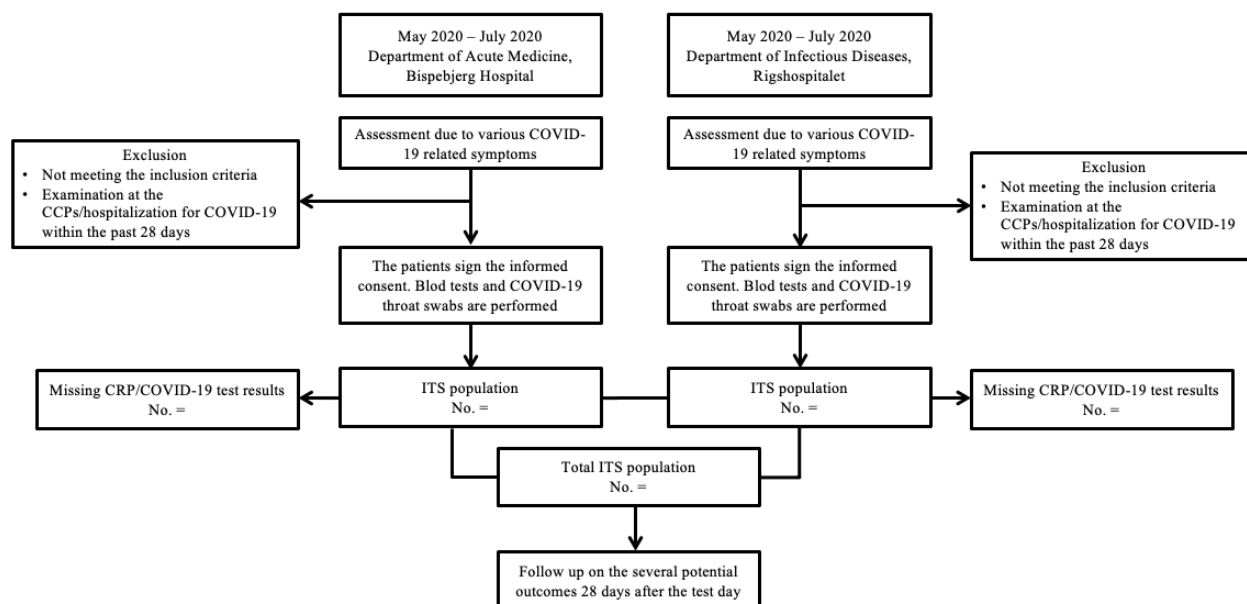 May 2020 – July 2020
Department of Acute Medicine,
Bispebjerg Hospital
May 2020 – July 2020
Department of Infectious Diseases,
Rigshospitalet
Assessment due to various COVID-
19 related symptoms
Assessment due to various COVID-
19 related symptoms
Exclusion
• Not meeting the inclusion criteria
• Examination at the
CCPs/hospitalization for COVID-19
within the past 28 days
Exclusion
• Not meeting the inclusion criteria
• Examination at the
CCPs/hospitalization for COVID-19
within the past 28 days
The patients sign the informed
consent. Blod tests and COVID-19
throat swabs are performed
The patients sign the informed
consent. Blod tests and COVID-19
throat swabs are performed
Missing CRP/COVID-19 test results
No. =
ITS population
No. =
ITS population
No. =
Missing CRP/COVID-19 test results
No. =
Total ITS population
No. =
Follow up on the several potential
outcomes 28 days after the test day